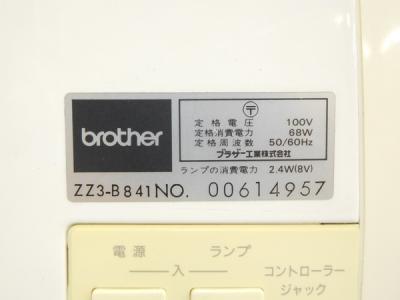 brother
〒
定格電圧 100V
定格消費電力 68W
定格周波数 50/60Hz
ブラザー工業株式会社
ランプの消費電力 2.4W(8V)
ZZ3-B841 NO. 00614957
電源 ランプ
入
コントローラー
ジャック